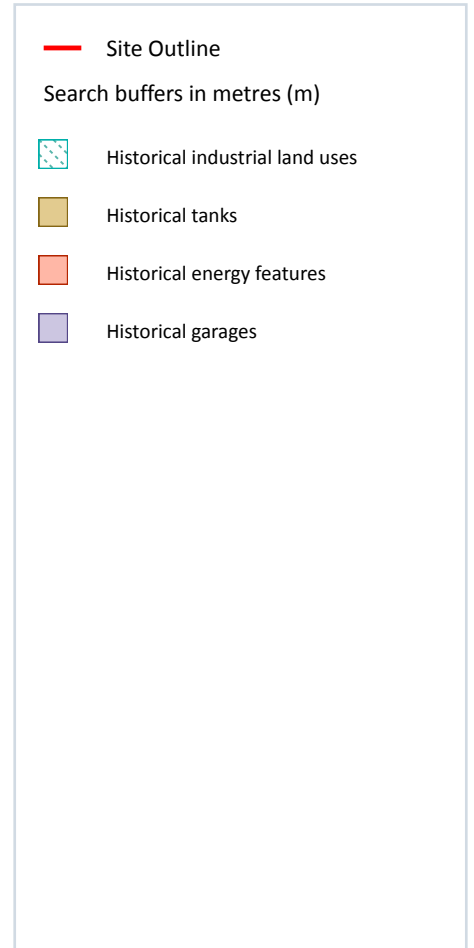 Site Outline
Search buffers in metres (m)
Historical industrial land uses
Historical tanks
Historical energy features
Historical garages